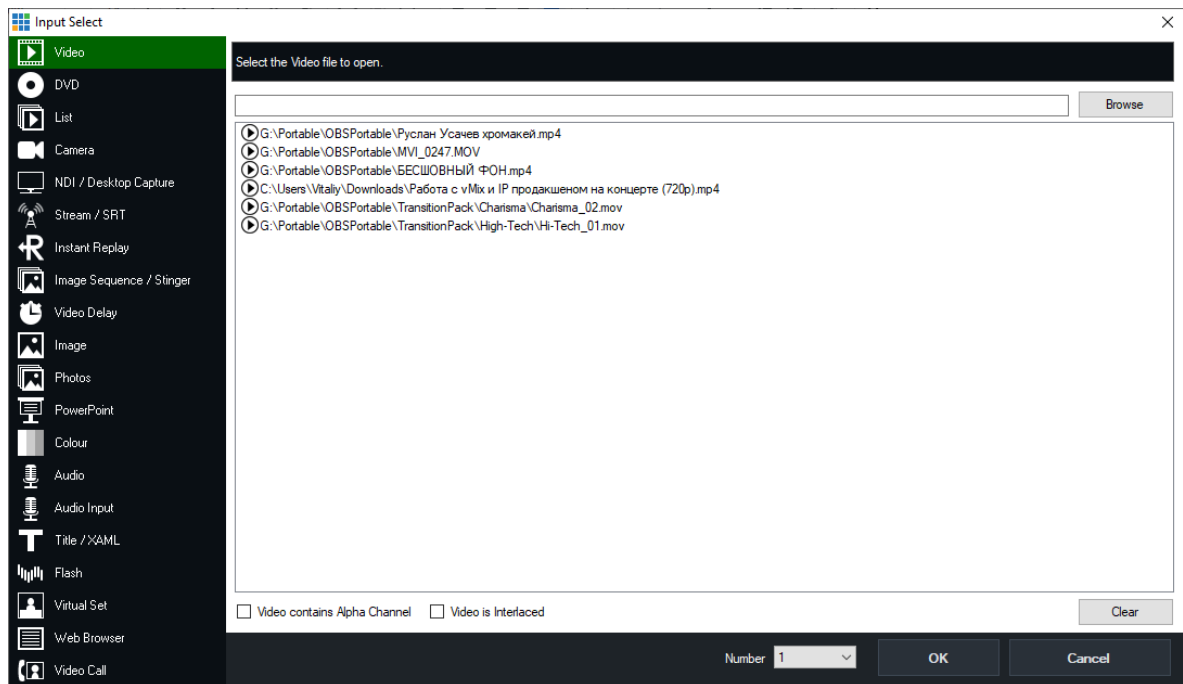 Input Select
Video
DVD
List
Camera
NDI / Desktop Capture
Stream / SRT
Instant Replay
Image Sequence / Stinger
Video Delay
Image
Photos
PowerPoint
Colour
Audio
Audio Input
Title / XAML
Flash
Virtual Set
Web Browser
Video Call
Select the Video file to open.
Browse
G:\Portable\OBSPortable\Руслан Усачев хромакей.mp4
G:\Portable\OBSPortable\MVI_0247.MOV
G:\Portable\OBSPortable\БЕСШОВНЫЙ ФОН.mp4
C:\Users\Vitaliy\Downloads\Работа с vMix и IP продакшеном на концерте (720p).mp4
G:\Portable\OBSPortable\TransitionPack\Charisma\Charisma_02.mov
G:\Portable\OBSPortable\TransitionPack\High-Tech\Hi-Tech_01.mov
Video contains Alpha Channel Video is Interlaced Clear
Number 1 OK Cancel